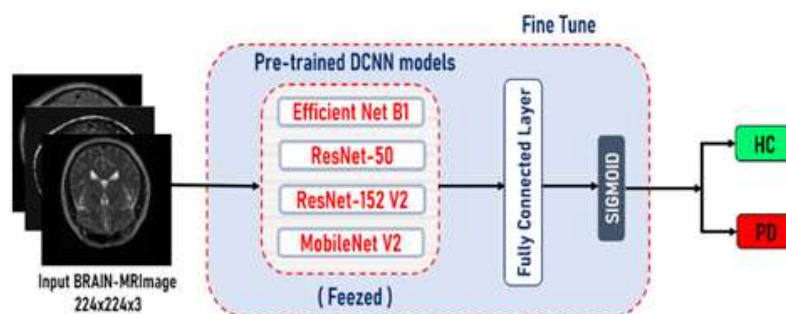 Fine Tune
Pre-trained DCNN models
Efficient Net B1
ResNet-50
ResNet-152 V2
MobileNet V2
( Feezed )
Fully Connected Layer
SIGMOID
HC
PD
Input BRAIN-MRImage
224x224x3